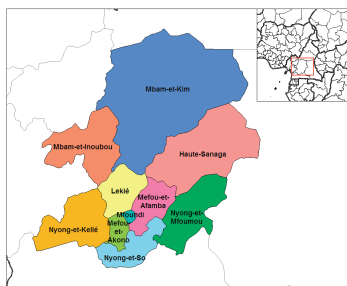 Mbam-et-Kim
Mbam-et-Inoubou
Haute-Sanaga
Lekié
Mefou-et-
Afamba
Mfoundi
Nyong-et-
Mfoumou
Mefou-
et-
Akono
Nyong-et-Kellé
Nyong-et-So